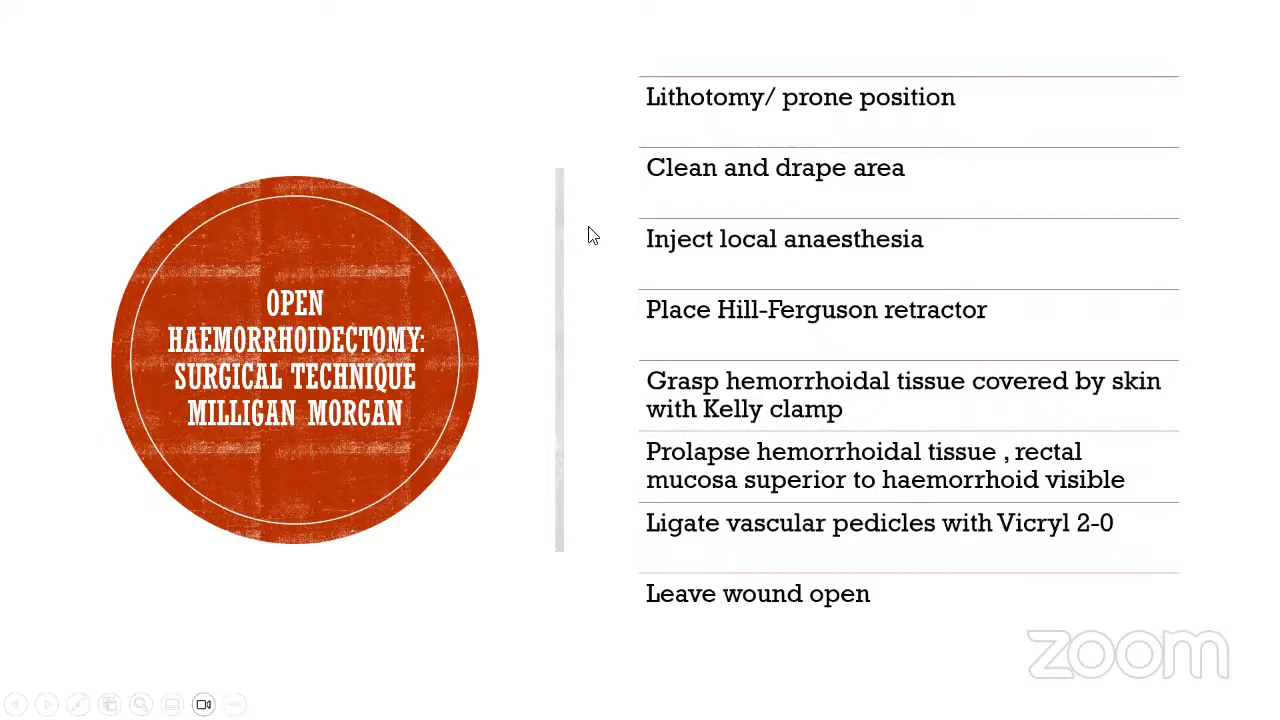 OPEN
HAEMORRHOIDECTOMY:
SURGICAL TECHNIQUE
MILLIGAN MORGAN
Lithotomy/ prone position
Clean and drape area
Inject local anaesthesia
Place Hill-Ferguson retractor
Grasp hemorrhoidal tissue covered by skin
with Kelly clamp
Prolapse hemorrhoidal tissue , rectal
mucosa superior to haemorrhoid visible
Ligate vascular pedicles with Vicryl 2-0
Leave wound open
zoom